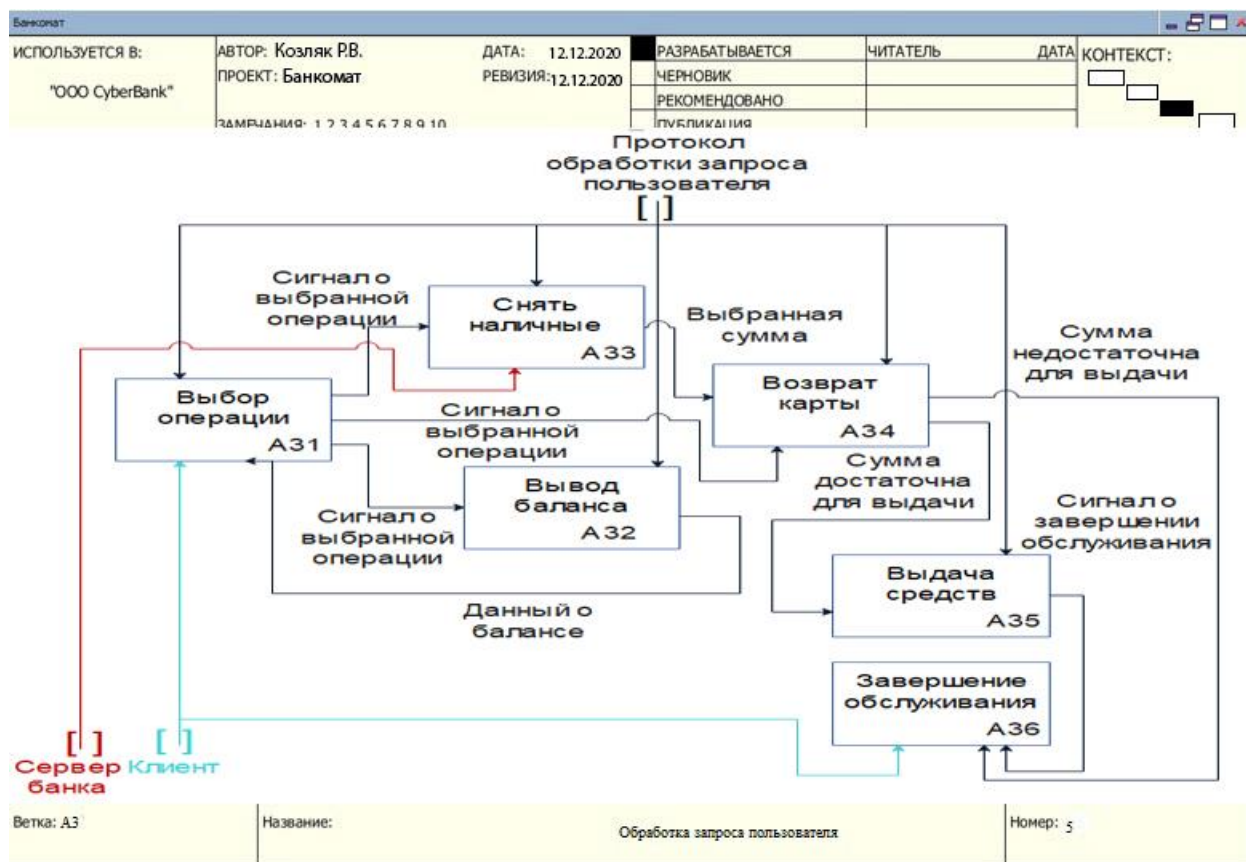 Банкомат
ИСПОЛЬЗУЕТСЯ В:
"ООО CyberBank"
АВТОР: Козляк Р.В.
ДАТА: 12.12.2020
ПРОЕКТ: Банкомат
РЕВИЗИЯ: 12.12.2020
ЗАМЕЧАНИЯ: 1 2 3 4 5 6 7 8 9 10
РАЗРАБАТЫВАЕТСЯ
ЧЕРНОВИК
РЕКОМЕНДОВАНО
ПУБЛИКАЦИЯ
ЧИТАТЕЛЬ
ДАТА
КОНТЕКСТ:
Протокол
обработки запроса
пользователя
[ ]
Сигнал о
выбранной
операции
Снять
наличные
А33
Выбранная
сумма
Сумма
недостаточна
для выдачи
Выбор
операции
А31
Возврат
карты
А34
Сигнал о
выбранной
операции
Сумма
достаточна
для выдачи
Вывод
баланса
А32
Сигнал о
выбранной
операции
Сигнал о
завершении
обслуживания
Данный о
балансе
Выдача
средств
А35
Завершение
обслуживания
А36
[ ]
Сервер
банка
[ ]
Клиент
Ветка: А3
Название:
Обработка запроса пользователя
Номер: 5